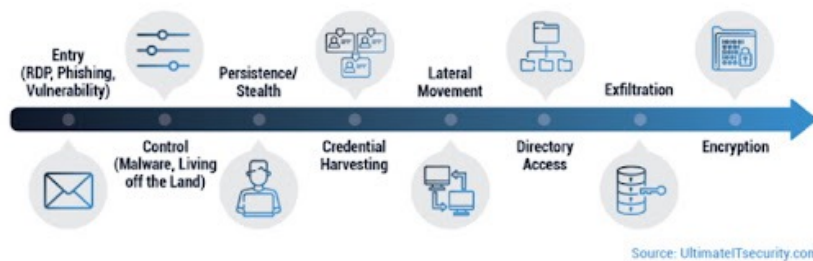 Entry
(RDP, Phishing,
Vulnerability)
Control
(Malware, Living
off the Land)
Persistence/
Stealth
Credential
Harvesting
Lateral
Movement
Directory
Access
Exfiltration
Encryption
Source: UltimateITsecurity.com